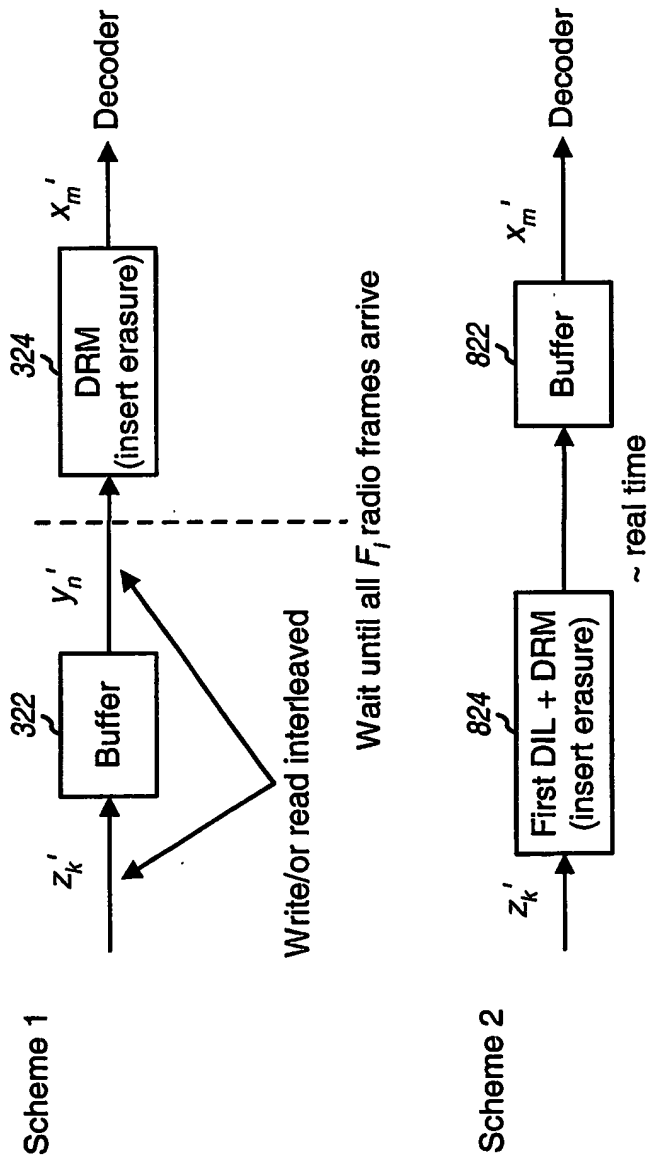 Scheme 1
z_k'
322
Buffer
y_n'
324
DRM
(insert erasure)
x_m'
Decoder
Write/or read interleaved
Wait until all F_i radio frames arrive
Scheme 2
z_k'
824
First DIL + DRM
(insert erasure)
~ real time
822
Buffer
x_m'
Decoder